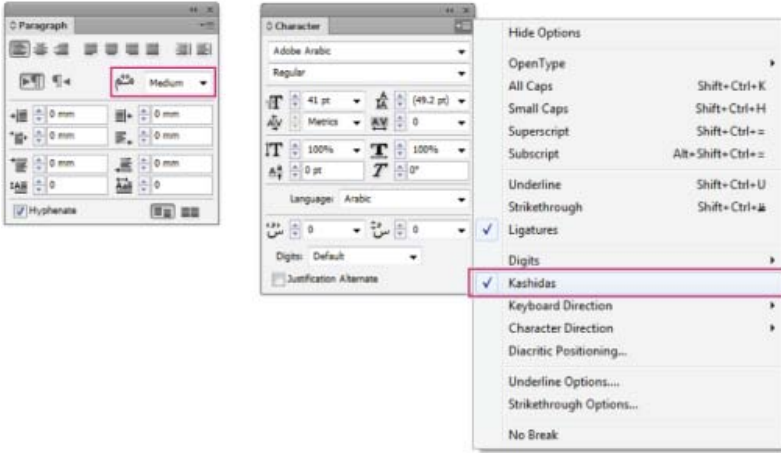 Paragraph
Medium
0 mm
0 mm
0 mm
0 mm
0 mm
0 mm
0
0
Hyphenate
Character
Adobe Arabic
Regular
41 pt
(49.2 pt)
Metrics
0
100%
100%
0 pt
0°
Language: Arabic
0
0
Digits: Default
Justification Alternate
Hide Options
OpenType
All Caps Shift+Ctrl+K
Small Caps Shift+Ctrl+H
Superscript Shift+Ctrl+=
Subscript Alt+Shift+Ctrl+=
Underline Shift+Ctrl+U
Strikethrough Shift+Ctrl+
Ligatures
Digits
Kashidas
Keyboard Direction
Character Direction
Diacritic Positioning...
Underline Options....
Strikethrough Options...
No Break